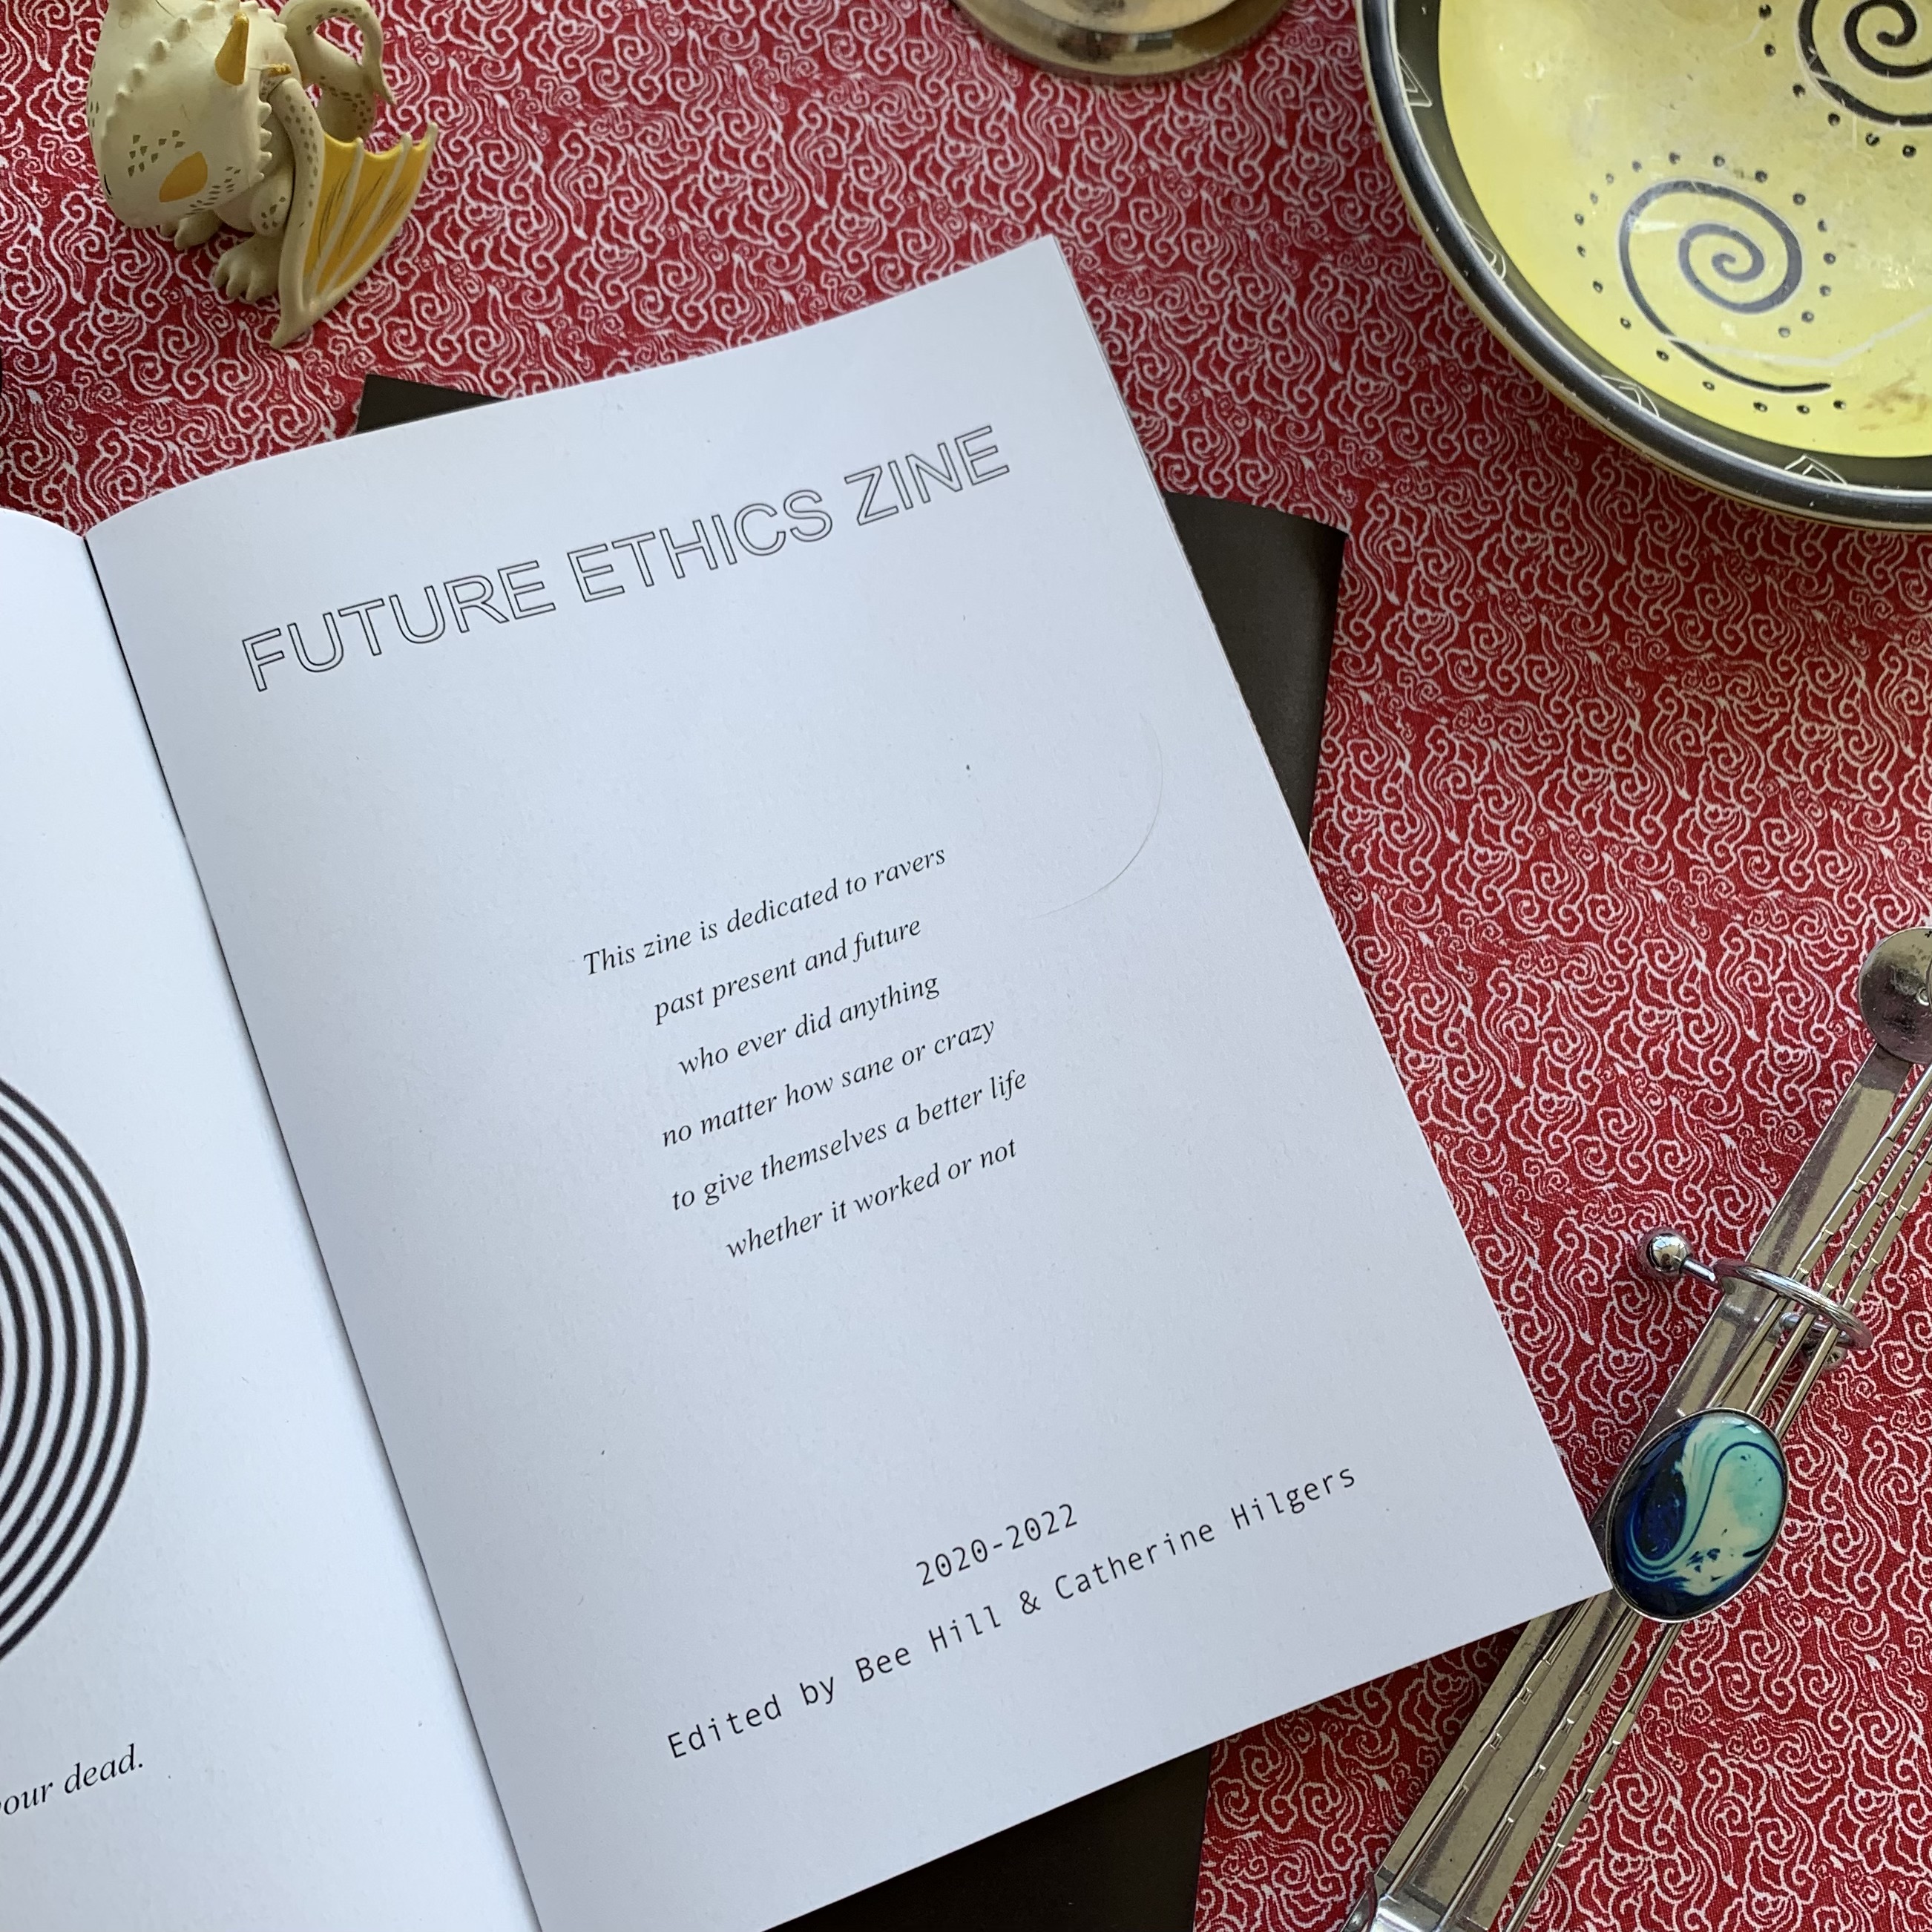 FUTURE ETHICS ZINE
This zine is dedicated to ravers
past present and future
who ever did anything
no matter how sane or crazy
to give themselves a better life
whether it worked or not
2020-2022
Edited by Bee Hill & Catherine Hilgers
dead.